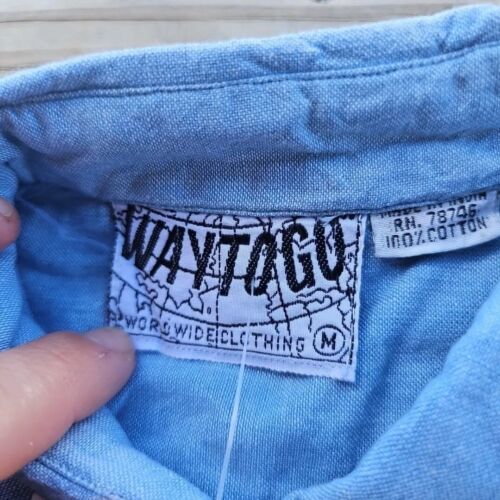 WAYTOGO
WORLDWIDE CLOTHING M
MADE IN INDIA
RN. 78746
100% COTTON